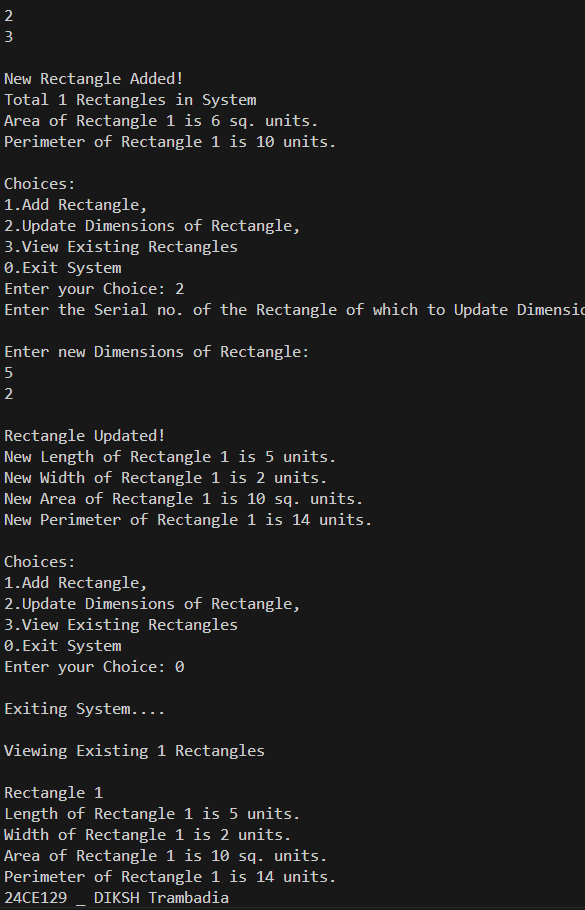 2
3
New Rectangle Added!
Total 1 Rectangles in System
Area of Rectangle 1 is 6 sq. units.
Perimeter of Rectangle 1 is 10 units.
Choices:
1.Add Rectangle,
2.Update Dimensions of Rectangle,
3.View Existing Rectangles
0.Exit System
Enter your Choice: 2
Enter the Serial no. of the Rectangle of which to Update Dimensio
Enter new Dimensions of Rectangle:
5
2
Rectangle Updated!
New Length of Rectangle 1 is 5 units.
New Width of Rectangle 1 is 2 units.
New Area of Rectangle 1 is 10 sq. units.
New Perimeter of Rectangle 1 is 14 units.
Choices:
1.Add Rectangle,
2.Update Dimensions of Rectangle,
3.View Existing Rectangles
0.Exit System
Enter your Choice: 0
Exiting System....
Viewing Existing 1 Rectangles
Rectangle 1
Length of Rectangle 1 is 5 units.
Width of Rectangle 1 is 2 units.
Area of Rectangle 1 is 10 sq. units.
Perimeter of Rectangle 1 is 14 units.
24CE129 _ DIKSH Trambadia